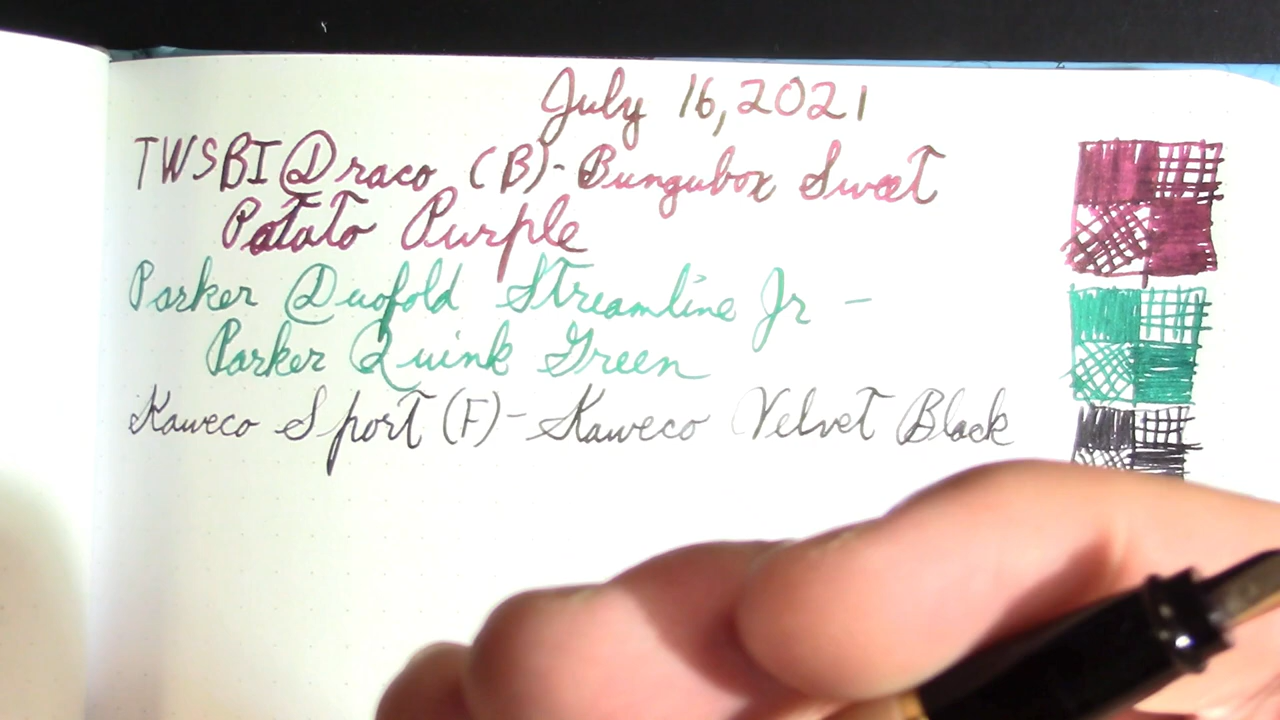 July 16, 2021
TWSBI Draco (B) - Bungubox Sweet
Potato Purple
Parker Duofold Streamline Jr -
Parker Quink Green
Kaweco Sport (F) - Kaweco Velvet Black